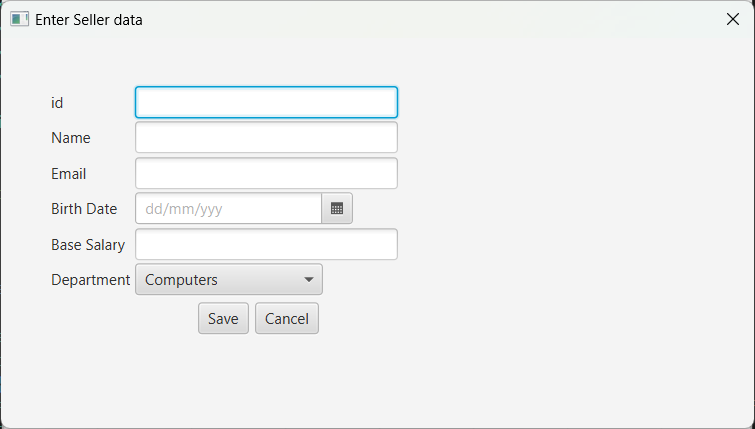 Enter Seller data
id
Name
Email
Birth Date dd/mm/yyy
Base Salary
Department Computers
Save Cancel